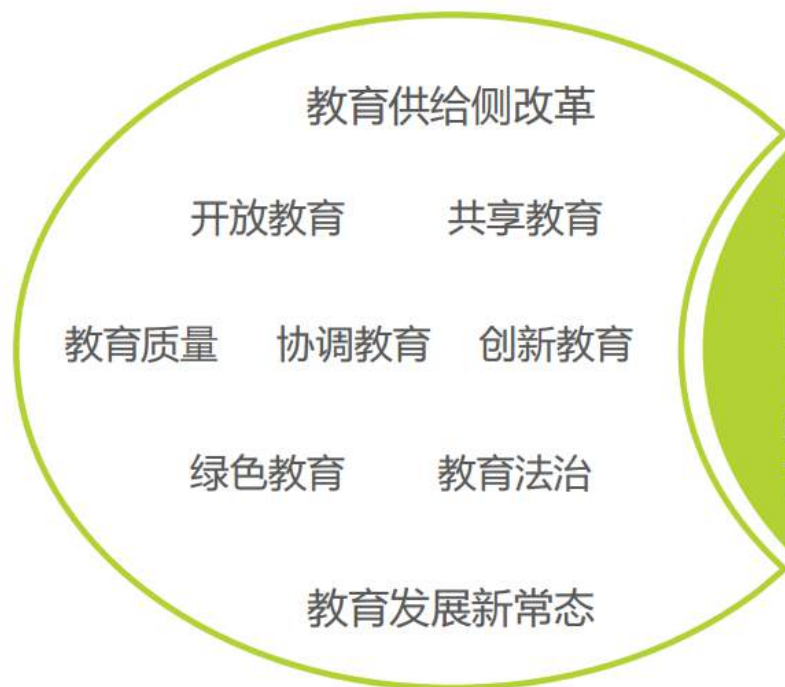 教育供给侧改革
开放教育 共享教育
教育质量 协调教育 创新教育
绿色教育 教育法治
教育发展新常态